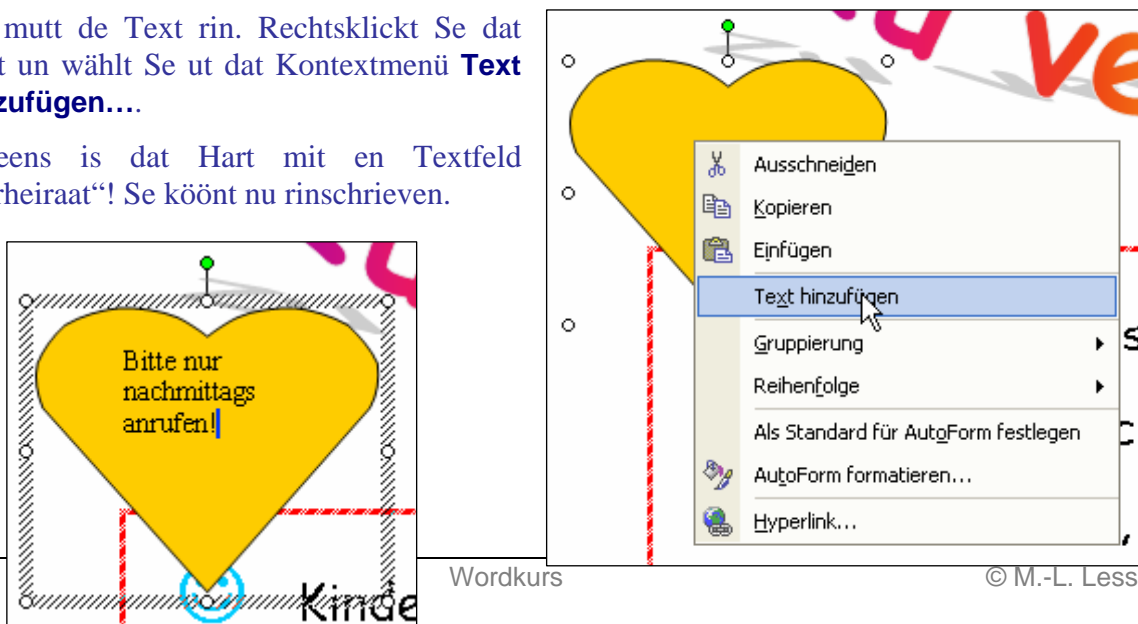 mutt de Text rin. Rechtsklickt Se dat
t un wählt Se ut dat Kontextmenü Text
zufügen….
eens is dat Hart mit en Textfeld
rheiraat“! Se köönt nu rinschrieven.
Bitte nur
nachmittags
anrufen!
Kinde
d ve
Ausschneiden
Kopieren
Einfügen
Text hinzufügen
Gruppierung
Reihenfolge
Als Standard für AutoForm festlegen
AutoForm formatieren...
Hyperlink...
Wordkurs
© M.-L. Less